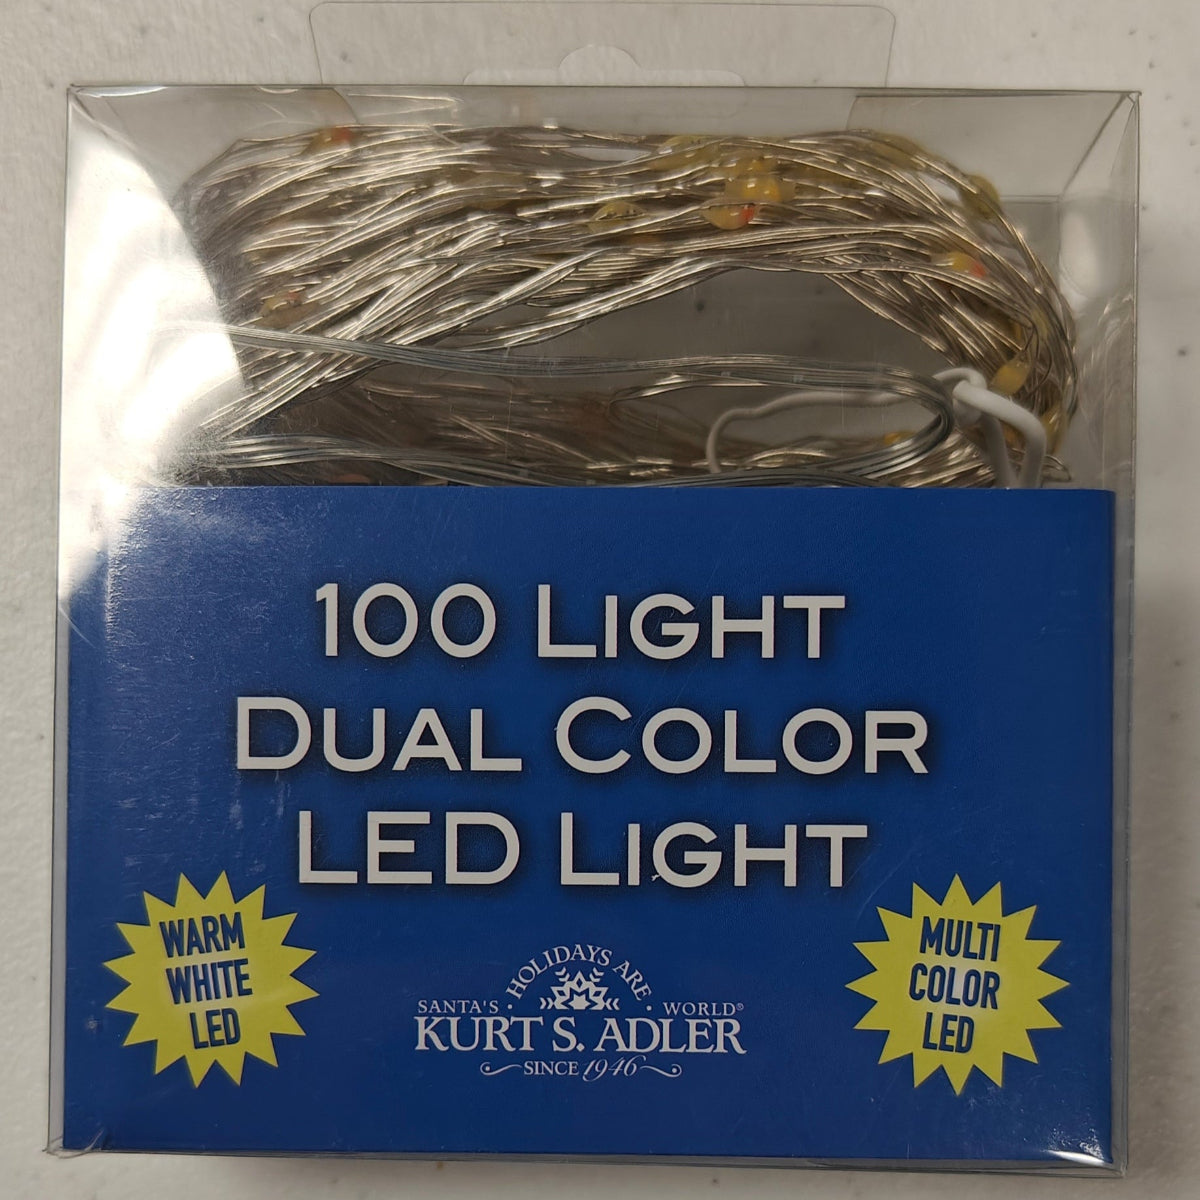 100 LIGHT
DUAL COLOR
LED LIGHT
WARM
WHITE
LED
MULTI
COLOR
LED
· HOLIDAYS ARE ·
SANTA'S WORLD®
KURT S. ADLER
SINCE 1946